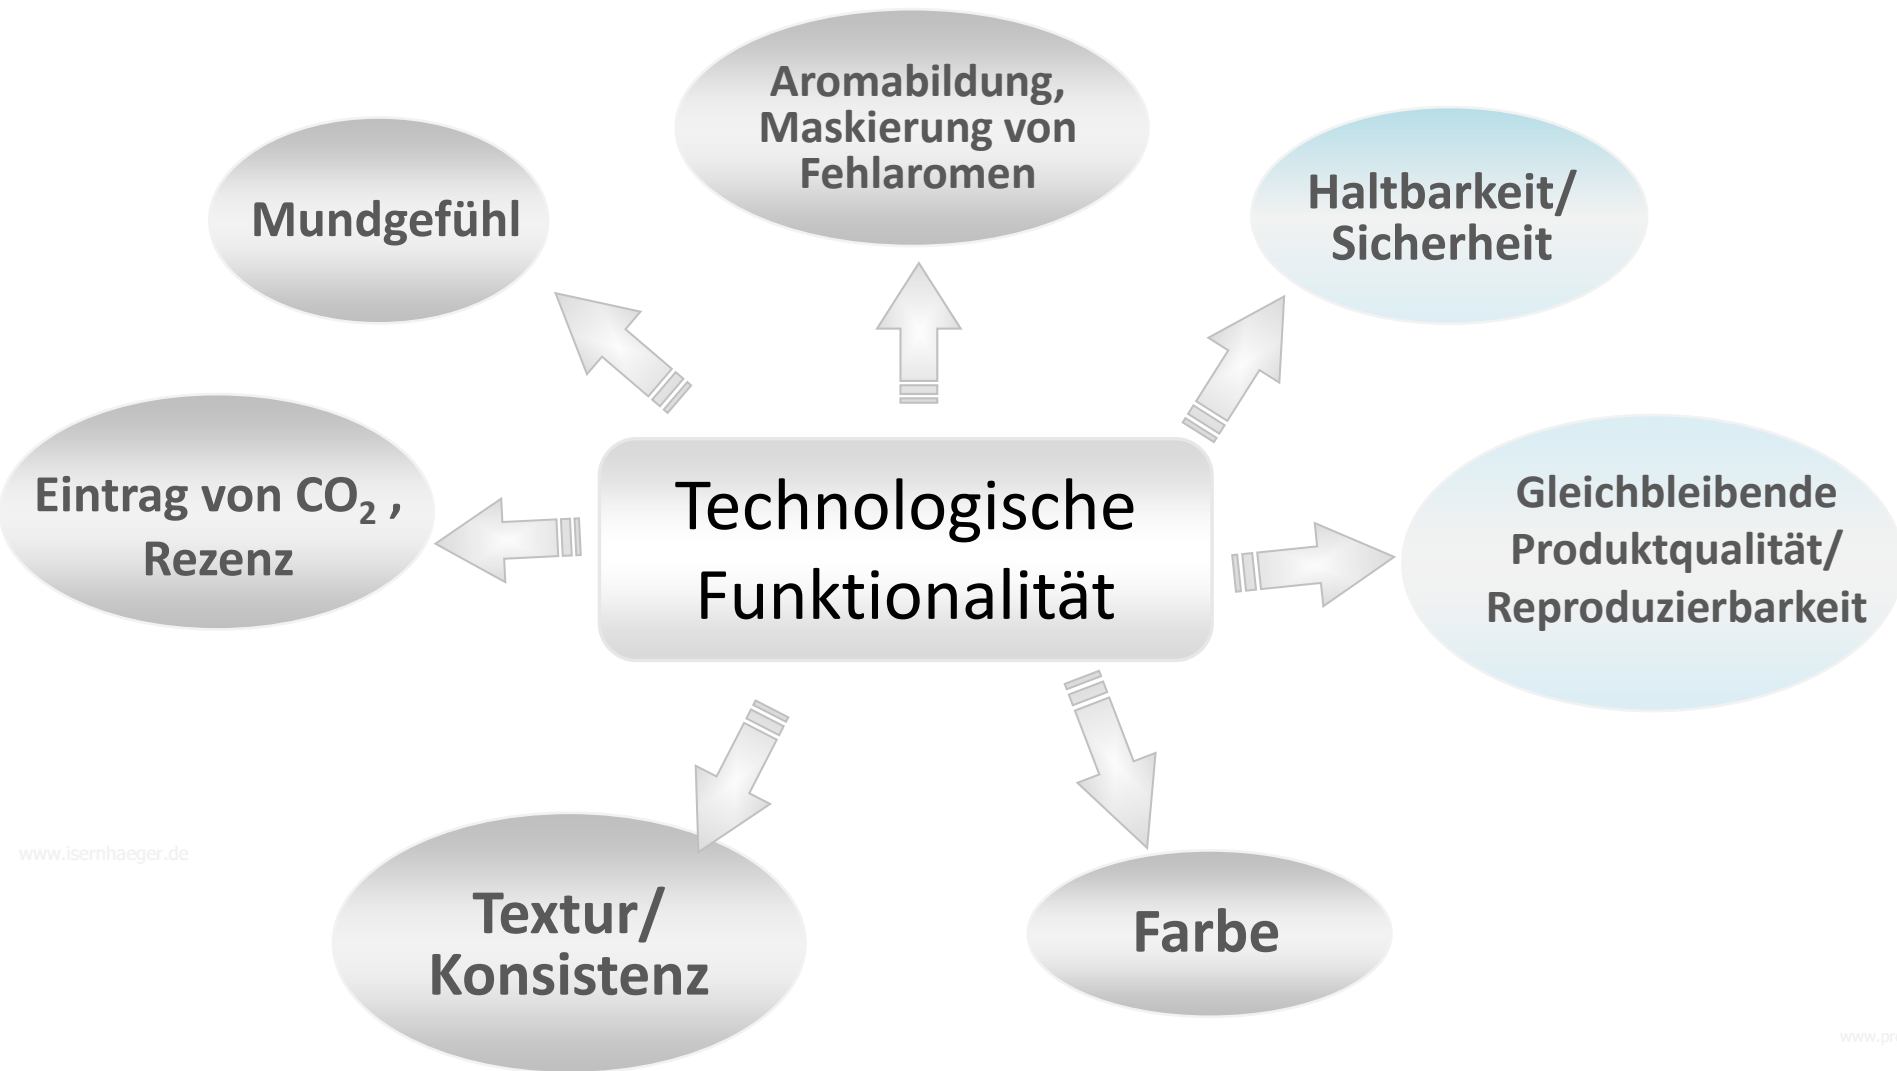 Aromabildung,
Maskierung von
Fehlaromen
Mundgefühl
Haltbarkeit/
Sicherheit
Eintrag von CO₂ ,
Rezenz
Technologische
Funktionalität
Gleichbleibende
Produktqualität/
Reproduzierbarkeit
www.isernhaeger.de
Textur/
Konsistenz
Farbe